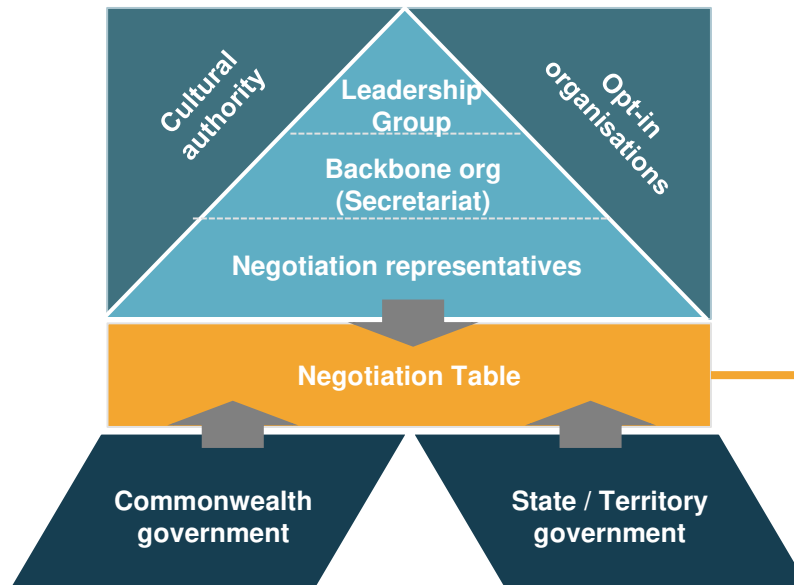 Cultural
authority
Leadership
Group
Opt-in
organisations
Backbone org
(Secretariat)
Negotiation representatives
Negotiation Table
Commonwealth
government
State / Territory
government